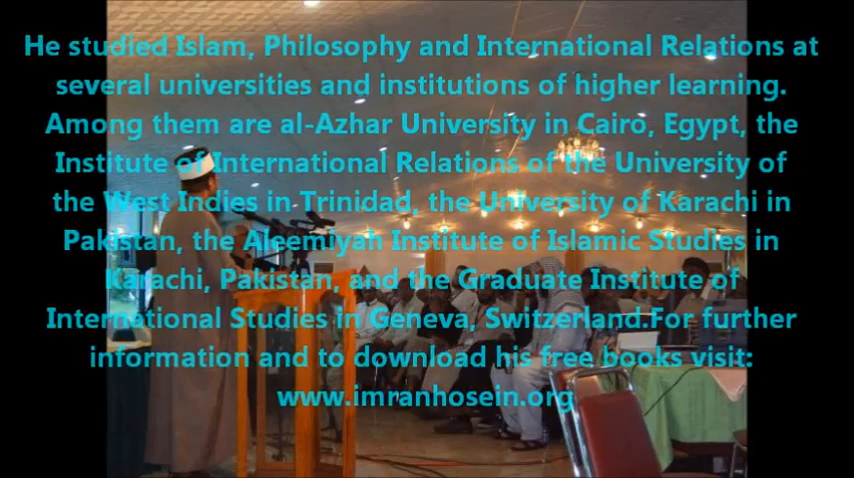 He studied Islam, Philosophy and International Relations at
several universities and institutions of higher learning.
Among them are al-Azhar University in Cairo, Egypt, the
Institute of International Relations of the University of
the West Indies in Trinidad, the University of Karachi in
Pakistan, the Aleemiyah Institute of Islamic Studies in
Karachi, Pakistan, and the Graduate Institute of
International Studies in Geneva, Switzerland.For further
information and to download his free books visit:
www.imranhosein.org